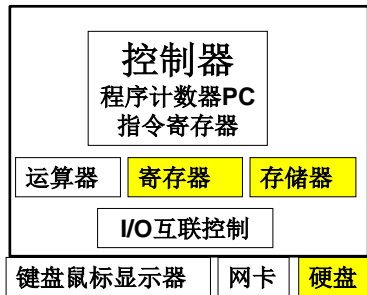 控制器
程序计数器PC
指令寄存器
运算器 寄存器 存储器
I/O互联控制
键盘鼠标显示器 网卡 硬盘